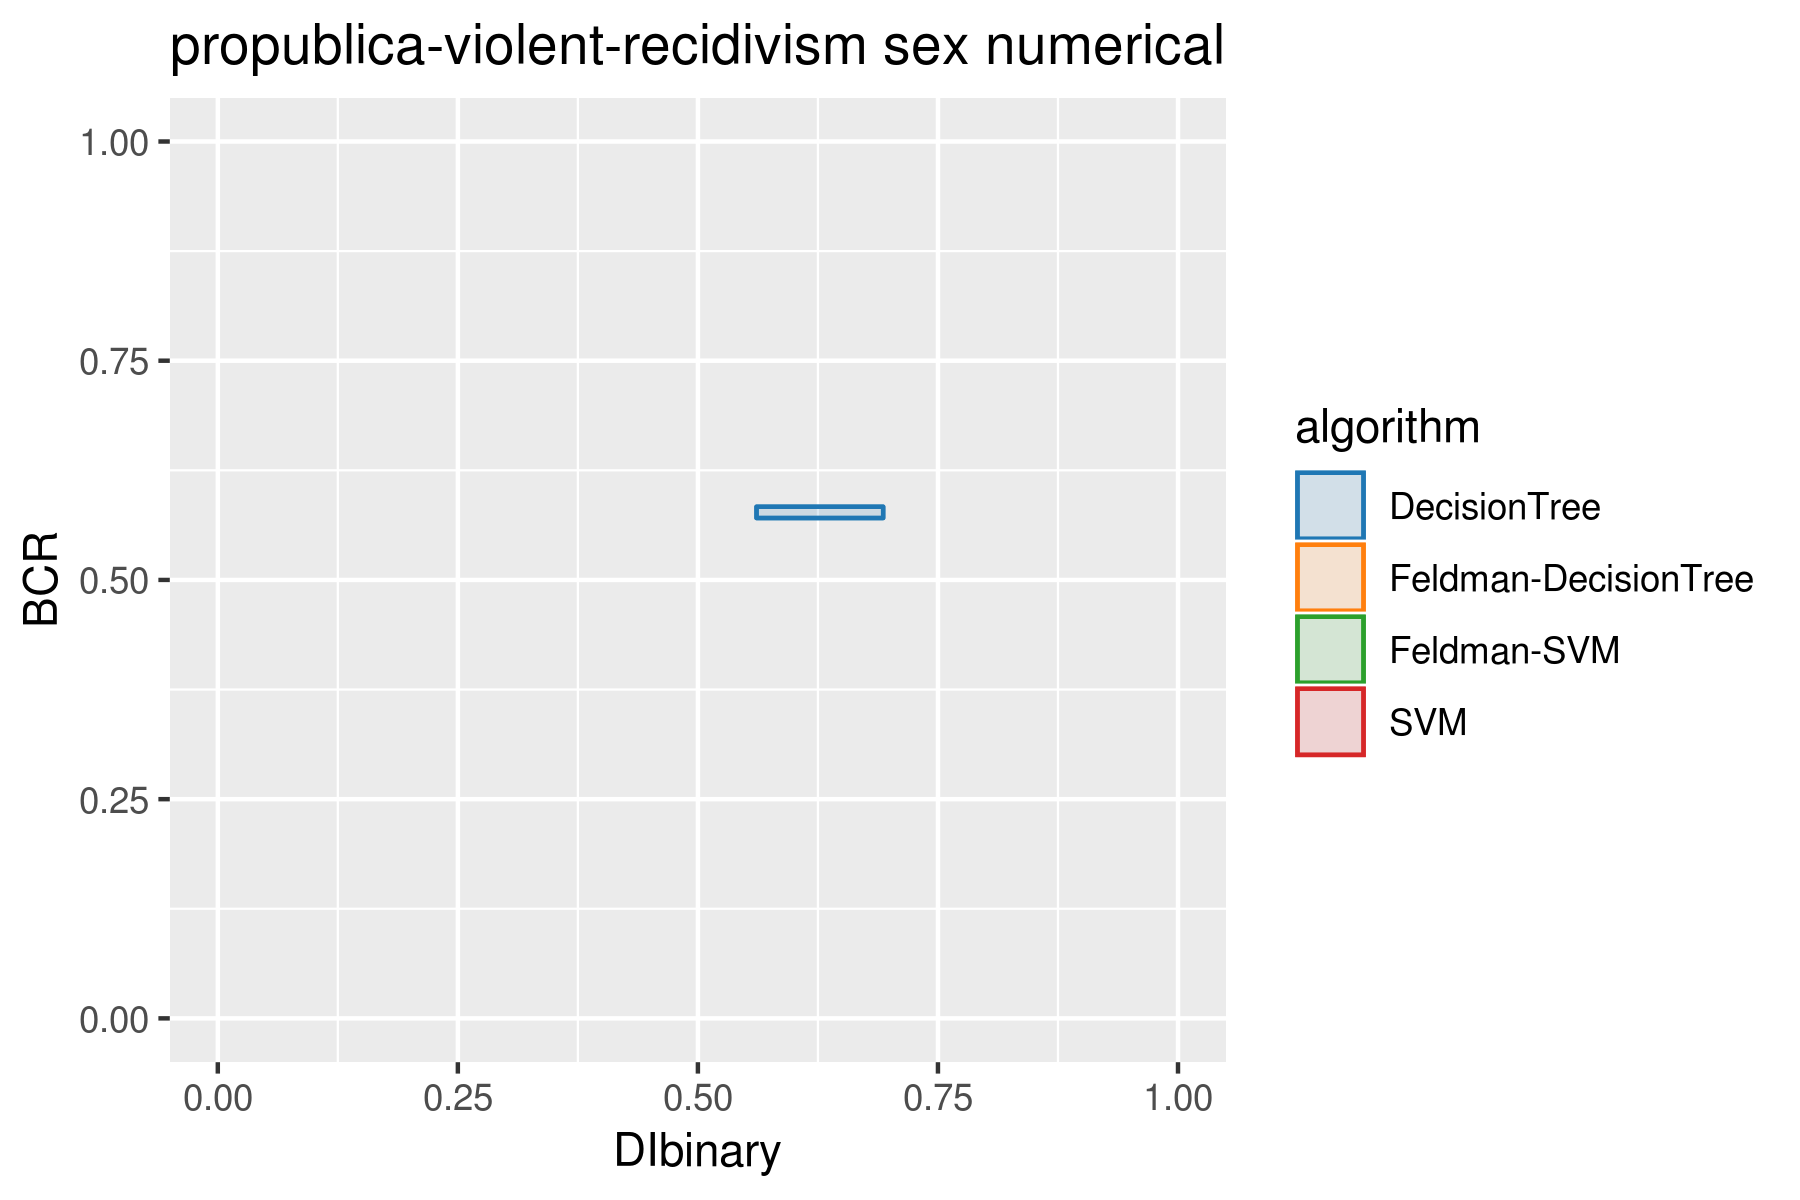 propublica-violent-recidivism sex numerical
1.00
0.75
0.50
0.25
0.00
BCR
0.00 0.25 0.50 0.75 1.00
DIbinary
algorithm
DecisionTree
Feldman-DecisionTree
Feldman-SVM
SVM